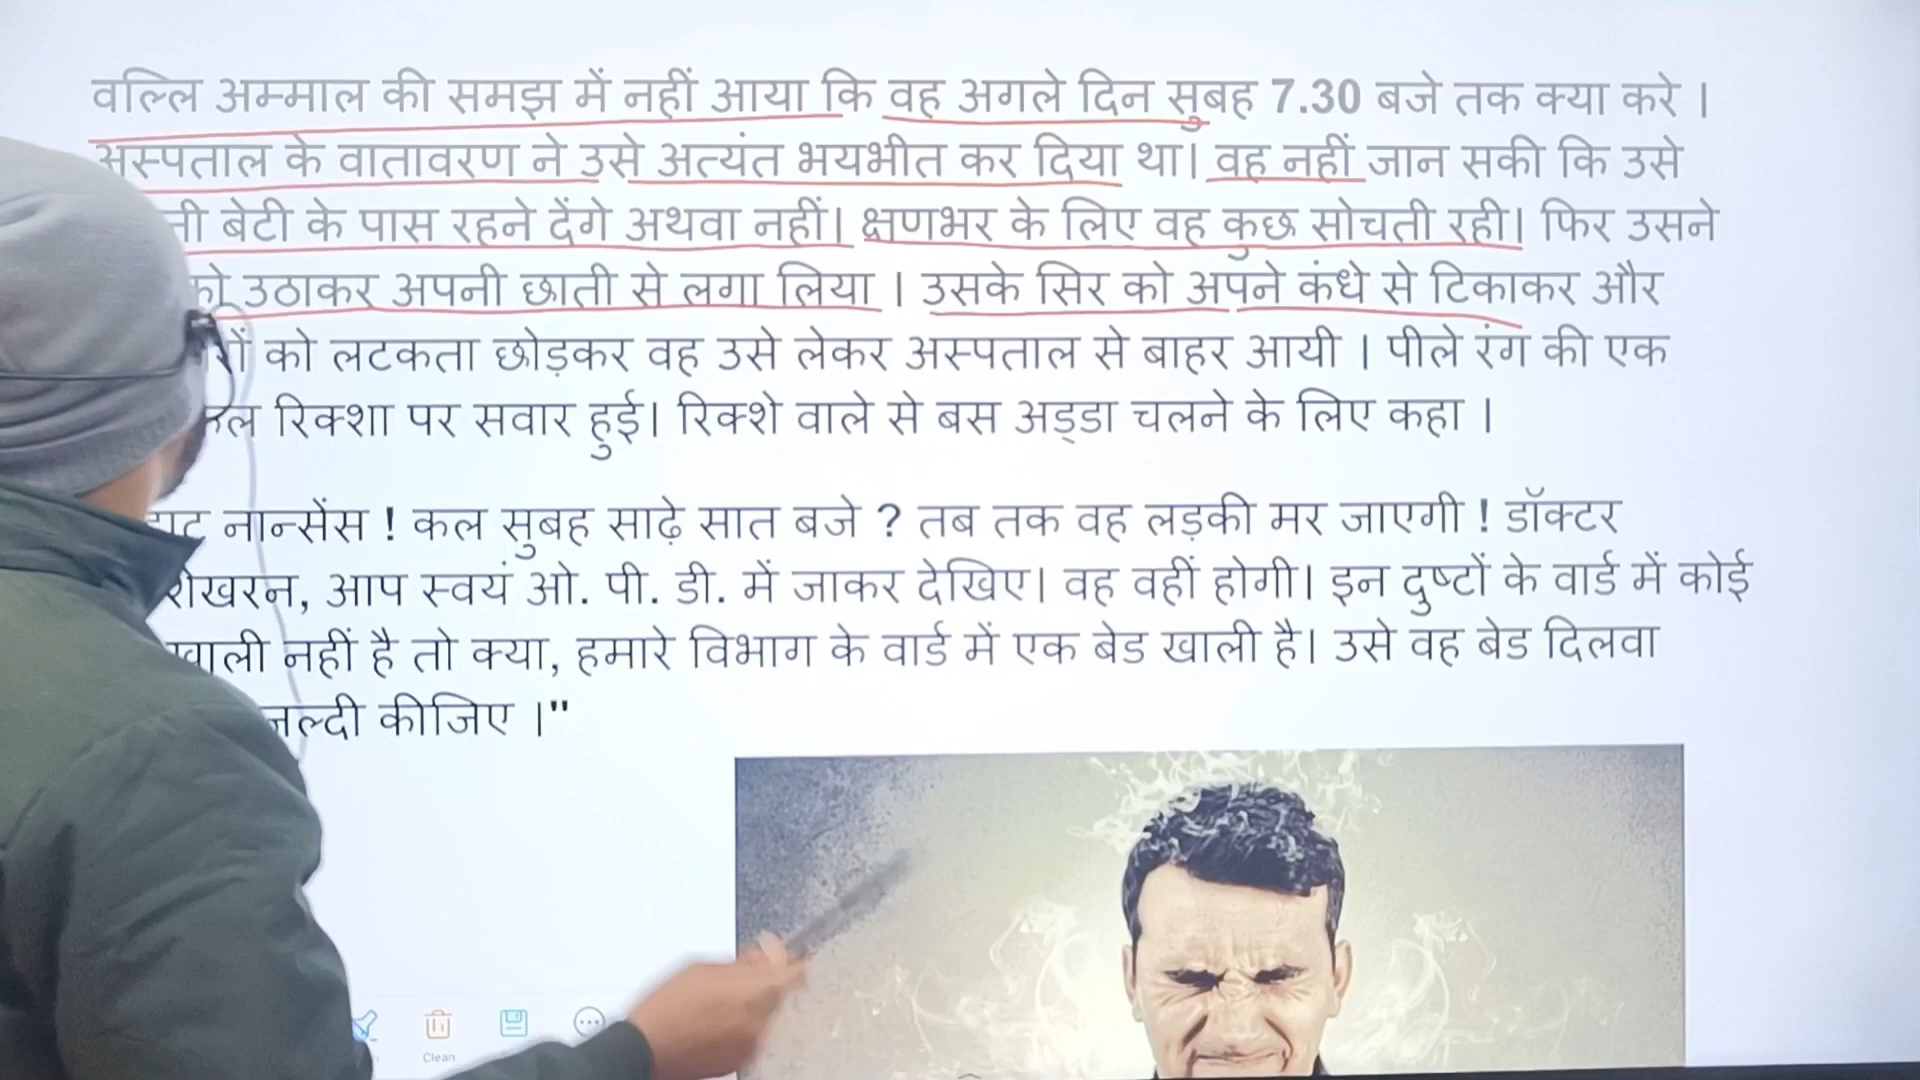 वल्लि अम्माल की समझ में नहीं आया कि वह अगले दिन सुबह 7.30 बजे तक क्या करे ।
अस्पताल के वातावरण ने उसे अत्यंत भयभीत कर दिया था। वह नहीं जान सकी कि उसे
बेटी के पास रहने देंगे अथवा नहीं। क्षणभर के लिए वह कुछ सोचती रही। फिर उसने
को उठाकर अपनी छाती से लगा लिया । उसके सिर को अपने कंधे से टिकाकर और
को लटकता छोड़कर वह उसे लेकर अस्पताल से बाहर आयी । पीले रंग की एक
रिक्शा पर सवार हुई। रिक्शे वाले से बस अड्डा चलने के लिए कहा ।
नान्सेंस ! कल सुबह साढ़े सात बजे ? तब तक वह लड़की मर जाएगी ! डॉक्टर
आप स्वयं ओ. पी. डी. में जाकर देखिए। वह वहीं होगी। इन दुष्टों के वार्ड में कोई
नहीं है तो क्या, हमारे विभाग के वार्ड में एक बेड खाली है। उसे वह बेड दिलवा
जल्दी कीजिए ।"
Clean